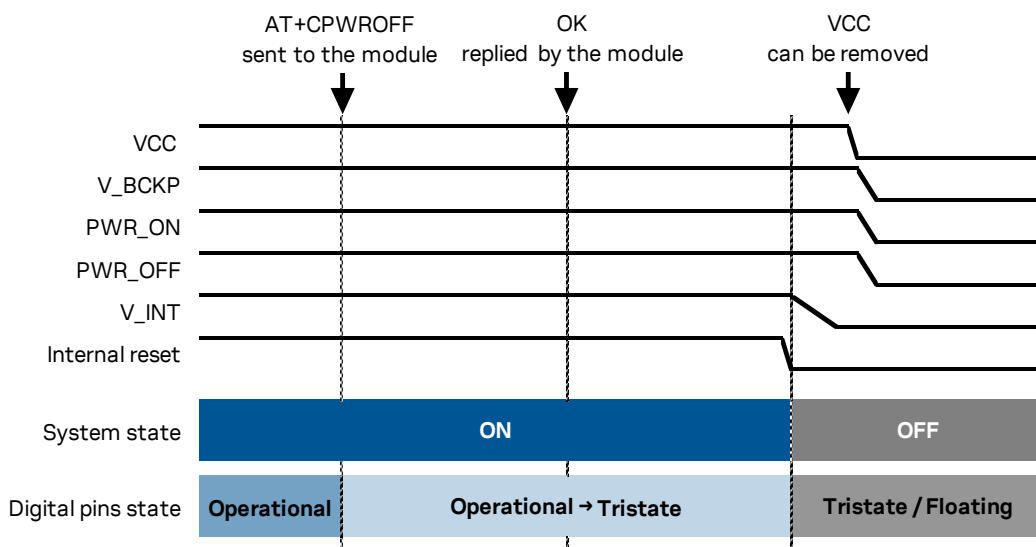 AT+CPWROFF
sent to the module
OK
replied by the module
VCC
can be removed
VCC
V_BCKP
PWR_ON
PWR_OFF
V_INT
Internal reset
System state
ON
OFF
Digital pins state
Operational
Operational → Tristate
Tristate / Floating